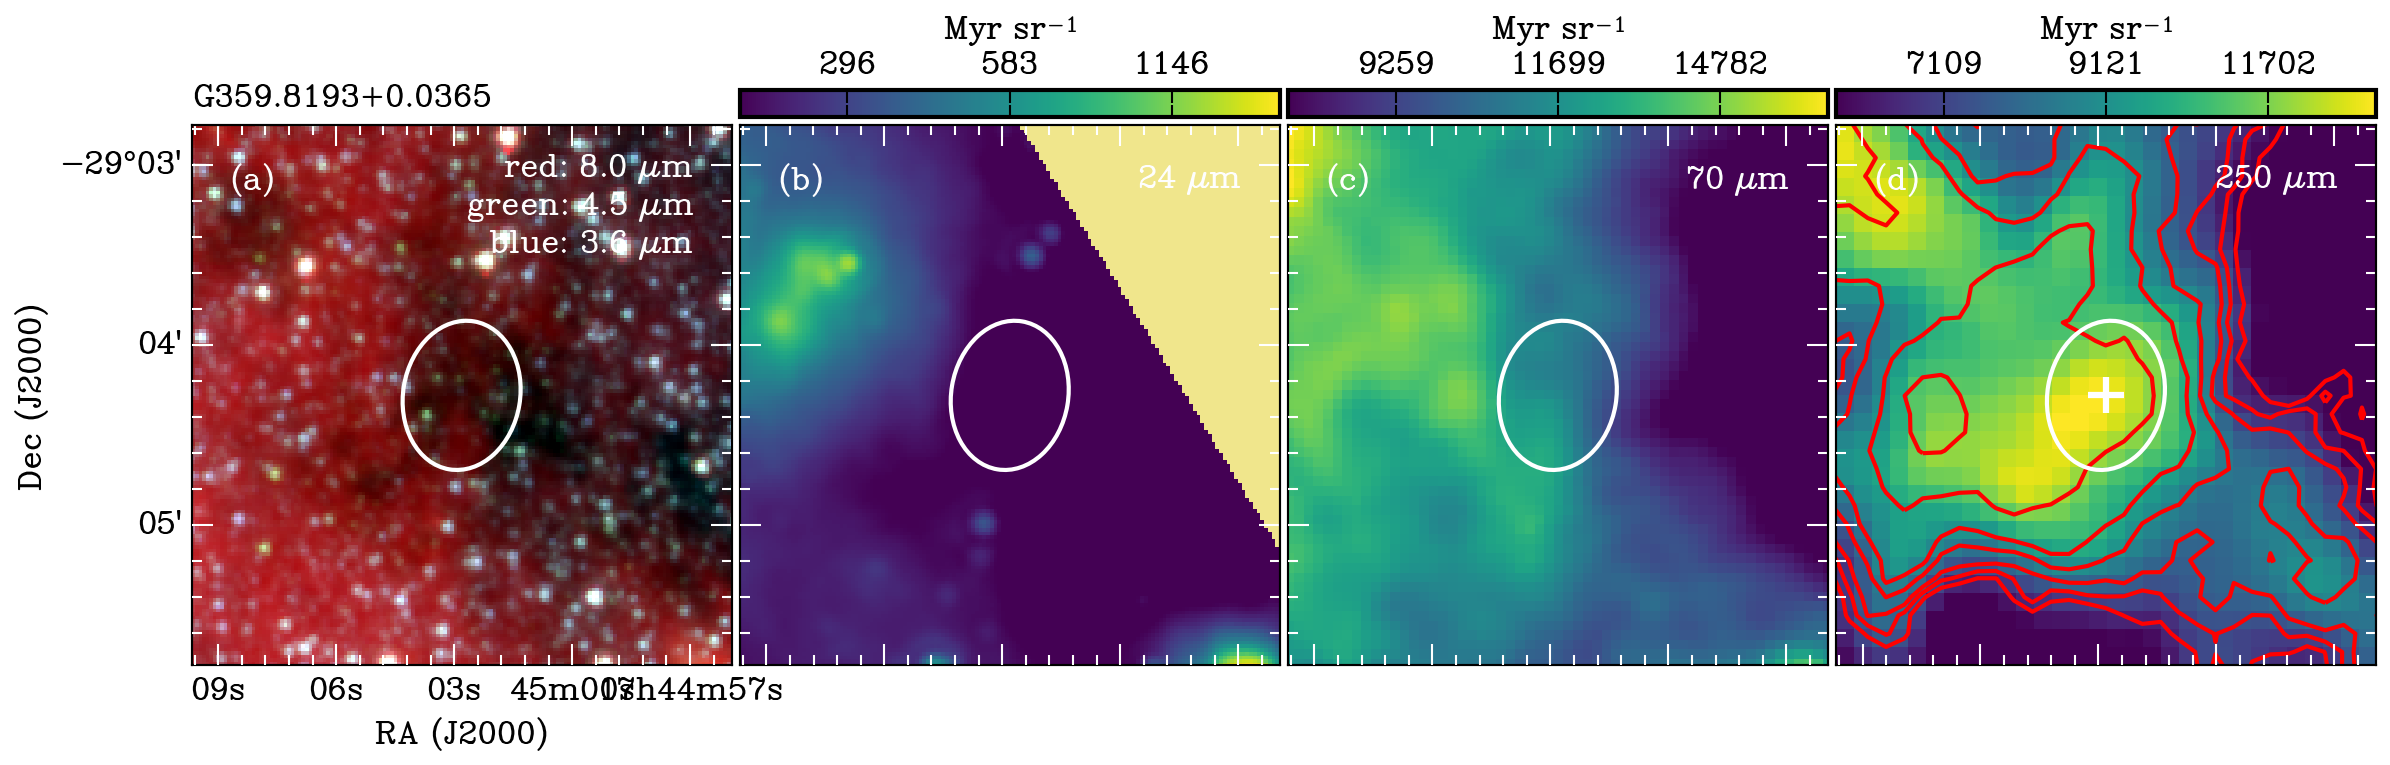 Myr sr⁻¹ Myr sr⁻¹ Myr sr⁻¹
296 583 1146 9259 11699 14782 7109 9121 11702
G359.8193+0.0365
−29°03'
(a) red: 8.0 μm
green: 4.5 μm
blue: 3.6 μm
(b) 24 μm
(c) 70 μm
(d) 250 μm
04'
05'
Dec (J2000)
09s 06s 03s 45m00s 17h44m57s
RA (J2000)